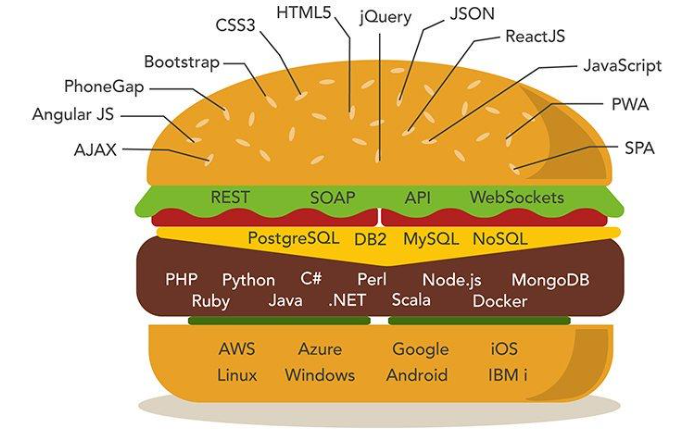 HTML5
jQuery
JSON
CSS3
ReactJS
Bootstrap
JavaScript
PhoneGap
PWA
Angular JS
AJAX
SPA
REST SOAP API WebSockets
PostgreSQL DB2 MySQL NoSQL
PHP Python C# Perl Node.js MongoDB
Ruby Java .NET Scala Docker
AWS Azure Google iOS
Linux Windows Android IBM i